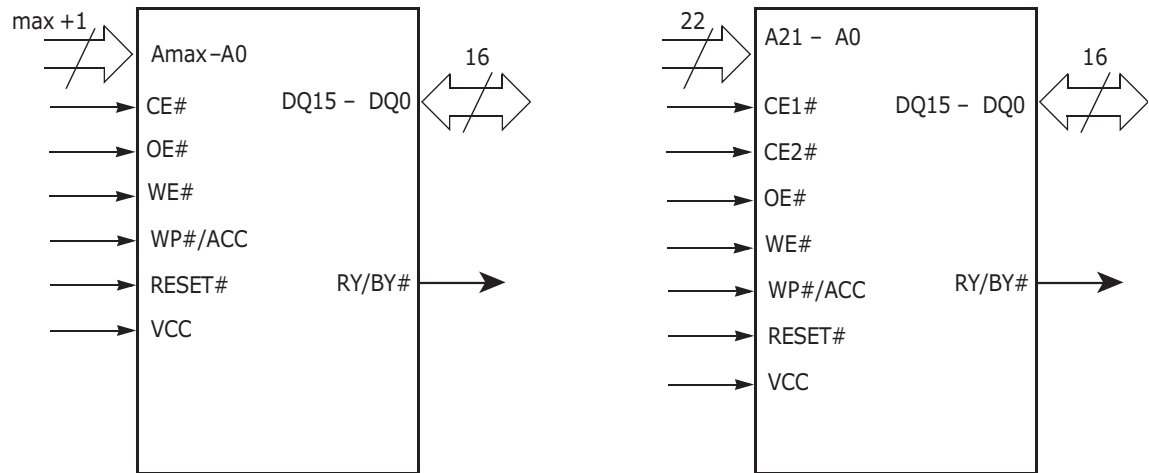 max +1
Amax–A0
16
DQ15 – DQ0
CE#
OE#
WE#
WP#/ACC
RESET#
RY/BY#
VCC
22
A21 – A0
16
DQ15 – DQ0
CE1#
CE2#
OE#
WE#
WP#/ACC
RY/BY#
RESET#
VCC